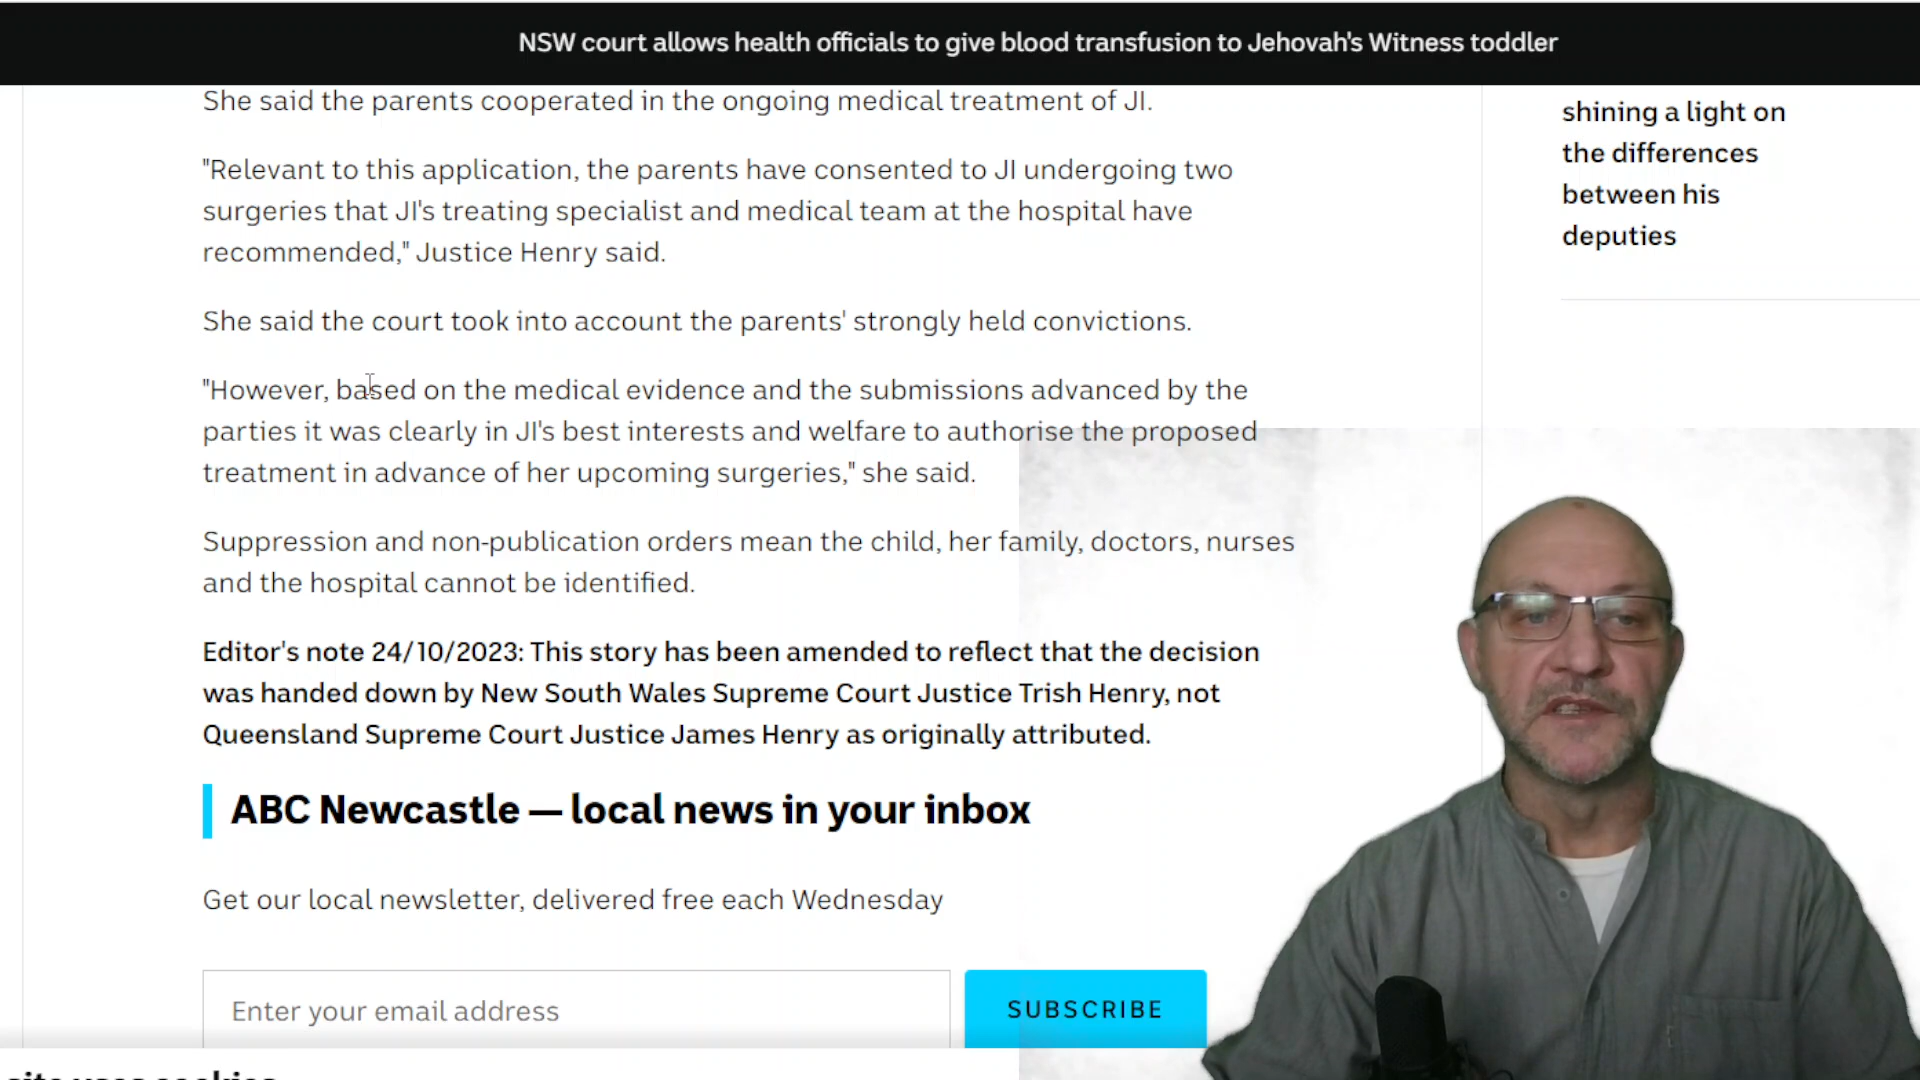 NSW court allows health officials to give blood transfusion to Jehovah's Witness toddler
She said the parents cooperated in the ongoing medical treatment of JI.
"Relevant to this application, the parents have consented to JI undergoing two
surgeries that JI's treating specialist and medical team at the hospital have
recommended," Justice Henry said.
She said the court took into account the parents' strongly held convictions.
"However, based on the medical evidence and the submissions advanced by the
parties it was clearly in JI's best interests and welfare to authorise the proposed
treatment in advance of her upcoming surgeries," she said.
Suppression and non-publication orders mean the child, her family, doctors, nurses
and the hospital cannot be identified.
Editor's note 24/10/2023: This story has been amended to reflect that the decision
was handed down by New South Wales Supreme Court Justice Trish Henry, not
Queensland Supreme Court Justice James Henry as originally attributed.
ABC Newcastle — local news in your inbox
Get our local newsletter, delivered free each Wednesday
Enter your email address
SUBSCRIBE
shining a light on
the differences
between his
deputies
site uses cookies